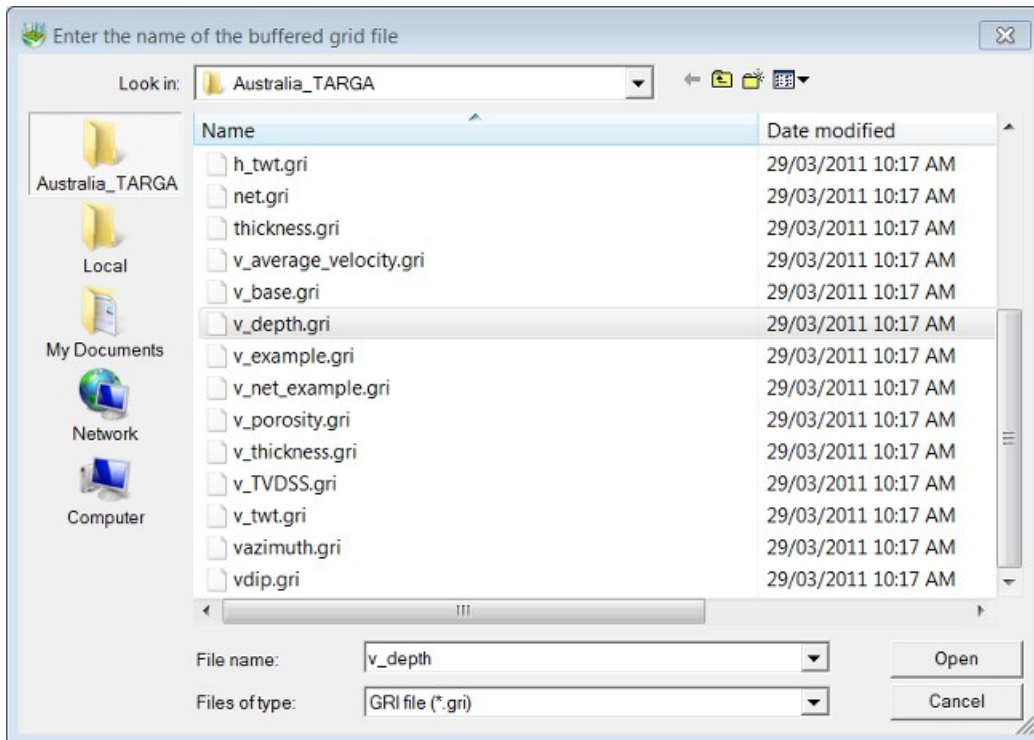 Enter the name of the buffered grid file
Look in: Australia_TARGA
Name Date modified
h_twt.gri 29/03/2011 10:17 AM
net.gri 29/03/2011 10:17 AM
thickness.gri 29/03/2011 10:17 AM
v_average_velocity.gri 29/03/2011 10:17 AM
v_base.gri 29/03/2011 10:17 AM
v_depth.gri 29/03/2011 10:17 AM
v_example.gri 29/03/2011 10:17 AM
v_net_example.gri 29/03/2011 10:17 AM
v_porosity.gri 29/03/2011 10:17 AM
v_thickness.gri 29/03/2011 10:17 AM
v_TVDSS.gri 29/03/2011 10:17 AM
v_twt.gri 29/03/2011 10:17 AM
vazimuth.gri 29/03/2011 10:17 AM
vdip.gri 29/03/2011 10:17 AM
Australia_TARGA
Local
My Documents
Network
Computer
File name: v_depth Open
Files of type: GRI file (*.gri) Cancel